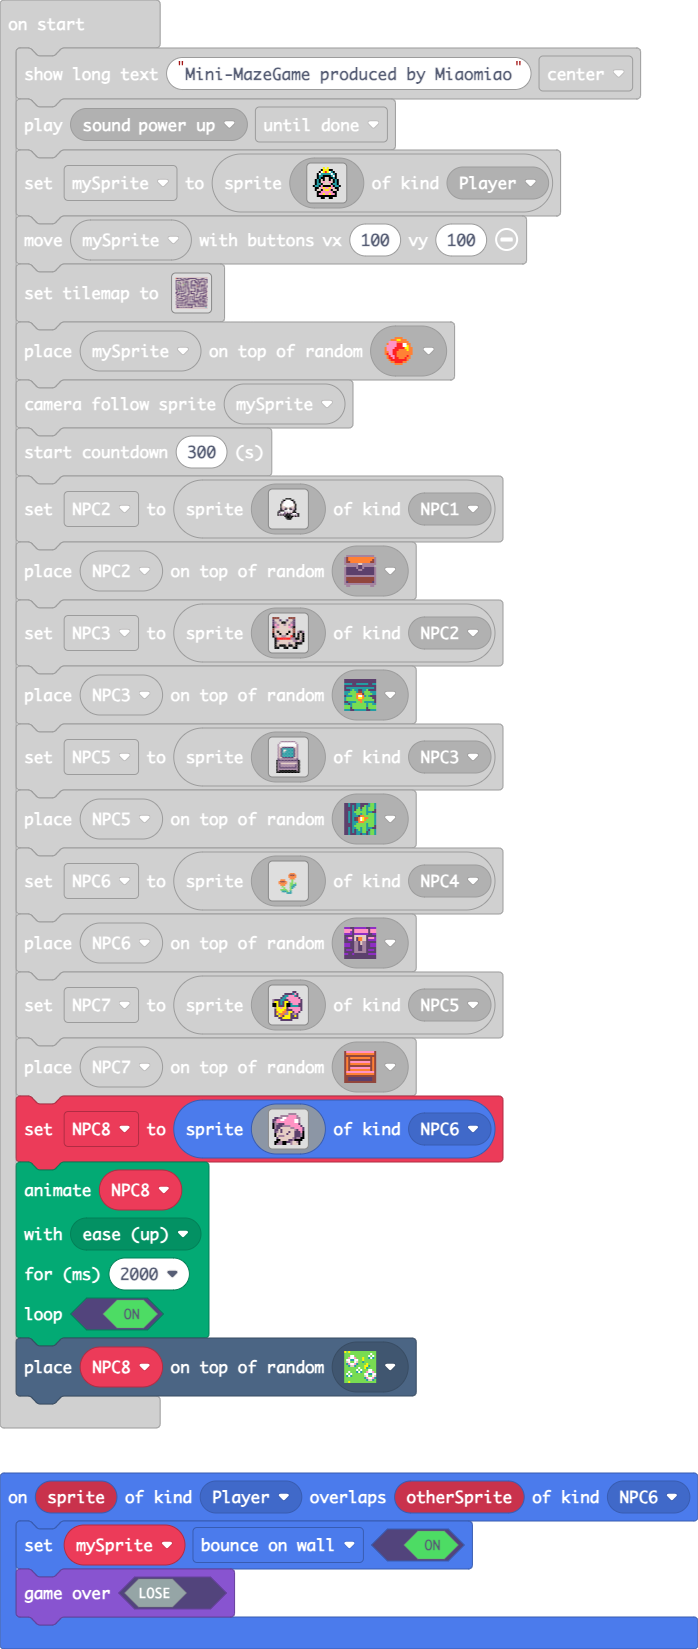 on start
show long text "Mini-MazeGame produced by Miaomiao" center
play sound power up until done
set mySprite to sprite of kind Player
move mySprite with buttons vx 100 vy 100
set tilemap to
place mySprite on top of random
camera follow sprite mySprite
start countdown 300 (s)
set NPC2 to sprite of kind NPC1
place NPC2 on top of random
set NPC3 to sprite of kind NPC2
place NPC3 on top of random
set NPC5 to sprite of kind NPC3
place NPC5 on top of random
set NPC6 to sprite of kind NPC4
place NPC6 on top of random
set NPC7 to sprite of kind NPC5
place NPC7 on top of random
set NPC8 to sprite of kind NPC6
animate NPC8
with ease (up)
for (ms) 2000
loop ON
place NPC8 on top of random
on sprite of kind Player overlaps otherSprite of kind NPC6
set mySprite bounce on wall ON
game over LOSE